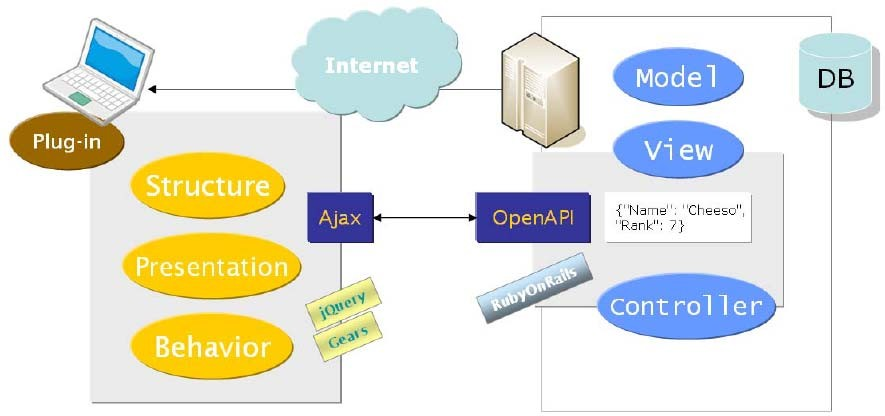 Internet
Model
DB
Plug-in
View
Structure
Ajax
OpenAPI
{"Name": "Cheeso",
"Rank": 7}
Presentation
RubyOnRails
jQuery
Controller
Gears
Behavior